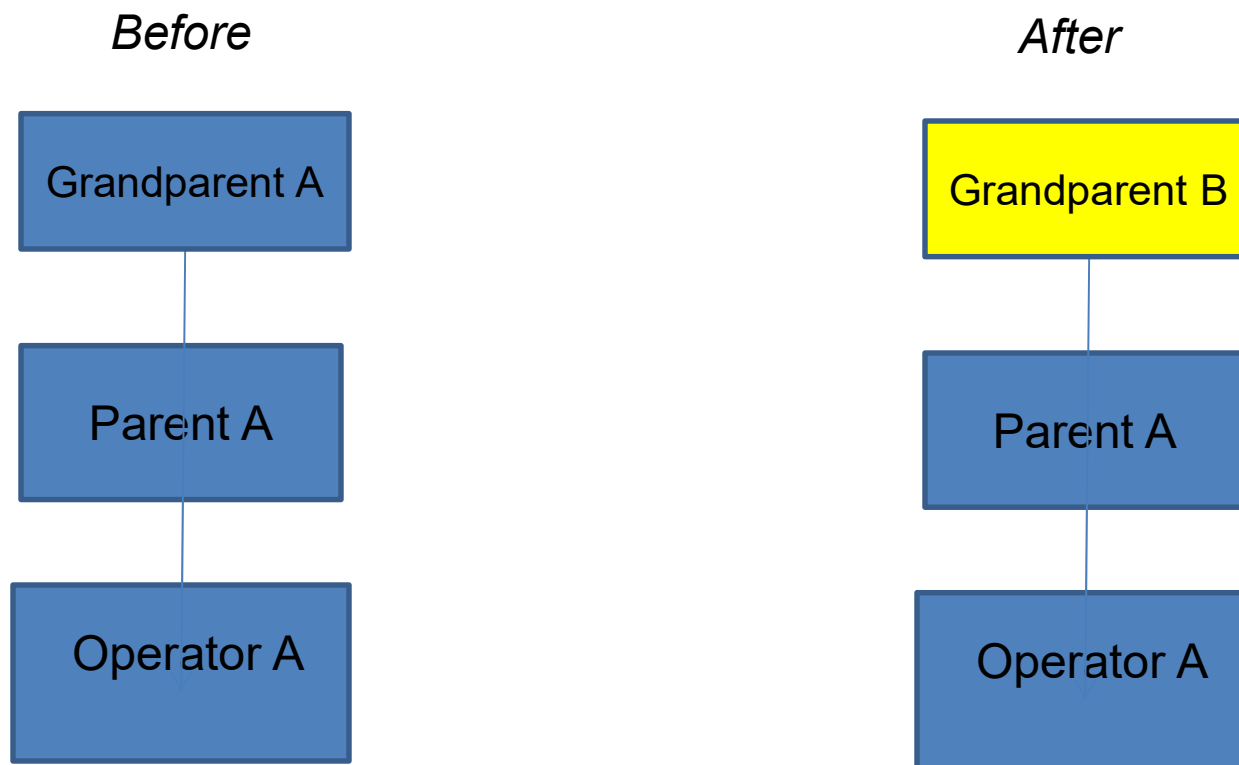 Before
After
Grandparent A
Grandparent B
Parent A
Parent A
Operator A
Operator A